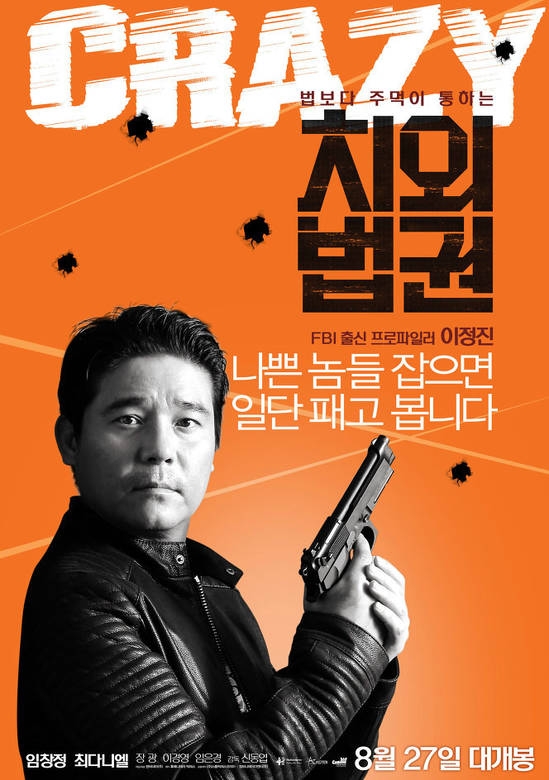 CRAZY
법보다 주먹이 통하는
치외
법권
FBI 출신 프로파일러 이정진
나쁜 놈들 잡으면
일단 패고 봅니다
임창정 최다니엘 장 광 이경영 임은경 감독 신동엽
8월 27일 대개봉